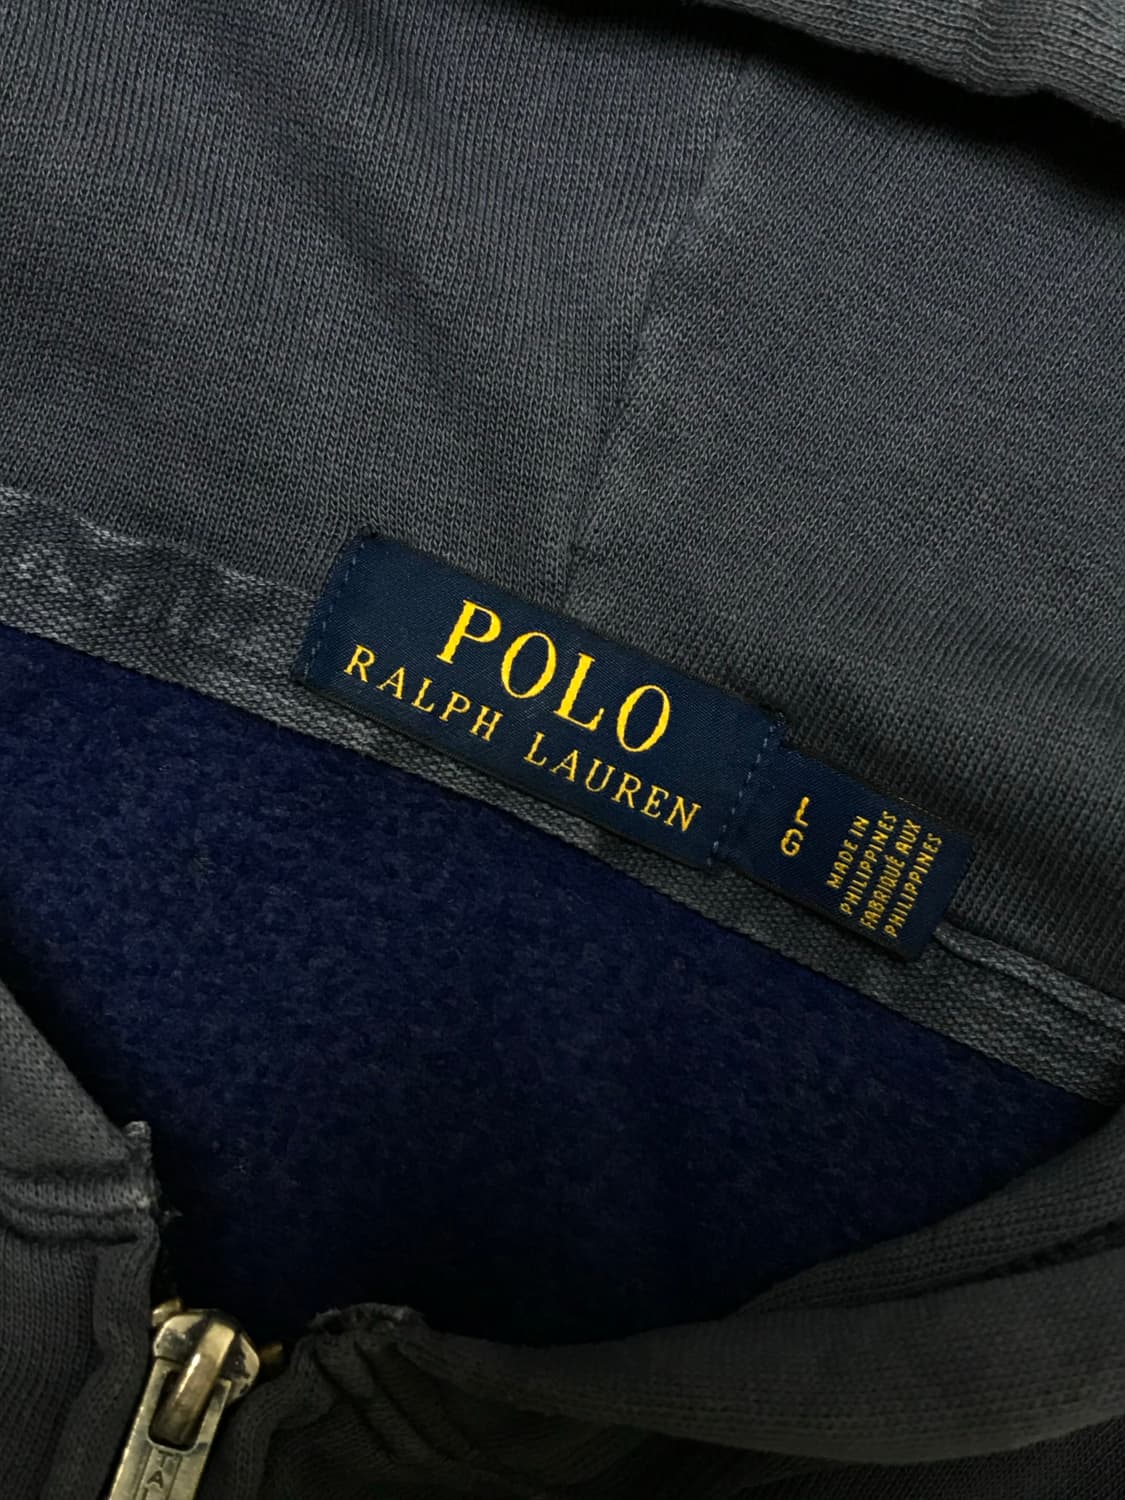 POLO
RALPH LAUREN
L
G
MADE IN
PHILIPPINES
FABRIQUÉ AUX
PHILIPPINES